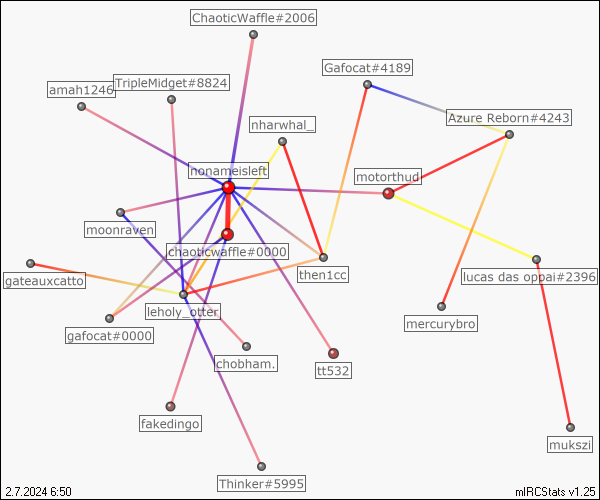 ChaoticWaffle#2006
Gafocat#4189
TripleMidget#8824
amah1246
Azure Reborn#4243
nharwhal_
nonameisleft
motorthud
moonraven
chaoticwaffle#0000
then1cc
lucas das oppai#2396
gateauxcatto
leholy_otter
mercurybro
gafocat#0000
chobham.
tt532
fakedingo
mukszi
Thinker#5995
2.7.2024 6:50
mIRCStats v1.25